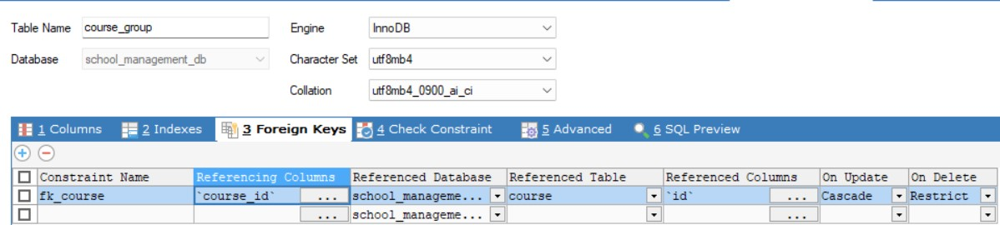 Table Name course_group Engine InnoDB
Database school_management_db Character Set utf8mb4
Collation utf8mb4_0900_ai_ci
1 Columns 2 Indexes 3 Foreign Keys 4 Check Constraint 5 Advanced 6 SQL Preview
Constraint Name Referencing Columns Referenced Database Referenced Table Referenced Columns On Update On Delete
fk_course `course_id` ... school_manageme... course `id` ... Cascade Restrict
... school_manageme... ...